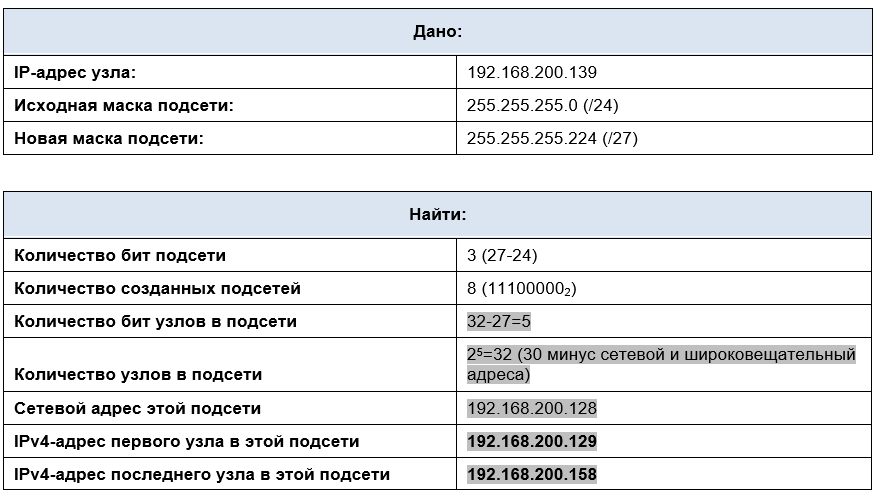 Дано:
IP-адрес узла: 192.168.200.139
Исходная маска подсети: 255.255.255.0 (/24)
Новая маска подсети: 255.255.255.224 (/27)
Найти:
Количество бит подсети 3 (27-24)
Количество созданных подсетей 8 (11100000₂)
Количество бит узлов в подсети 32-27=5
2⁵=32 (30 минус сетевой и широковещательный
Количество узлов в подсети адреса)
Сетевой адрес этой подсети 192.168.200.128
IPv4-адрес первого узла в этой подсети 192.168.200.129
IPv4-адрес последнего узла в этой подсети 192.168.200.158